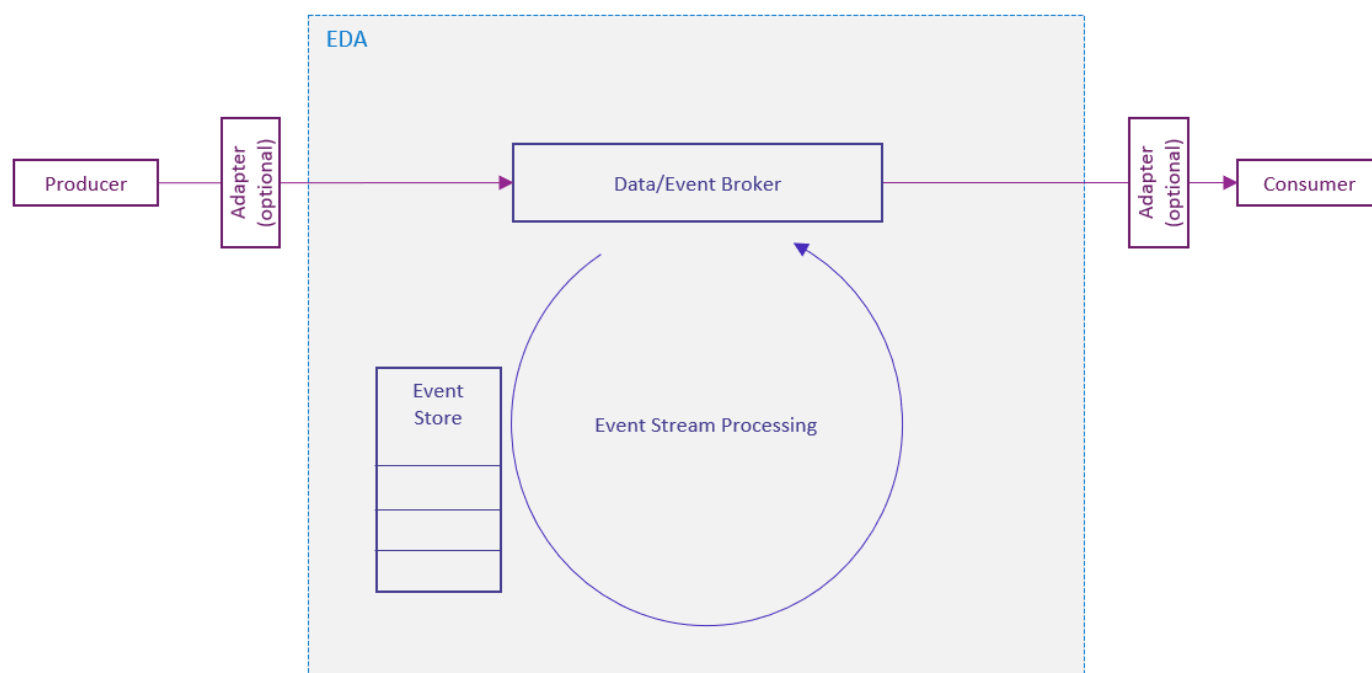 EDA
Producer
Adapter
(optional)
Data/Event Broker
Adapter
(optional)
Consumer
Event
Store
Event Stream Processing